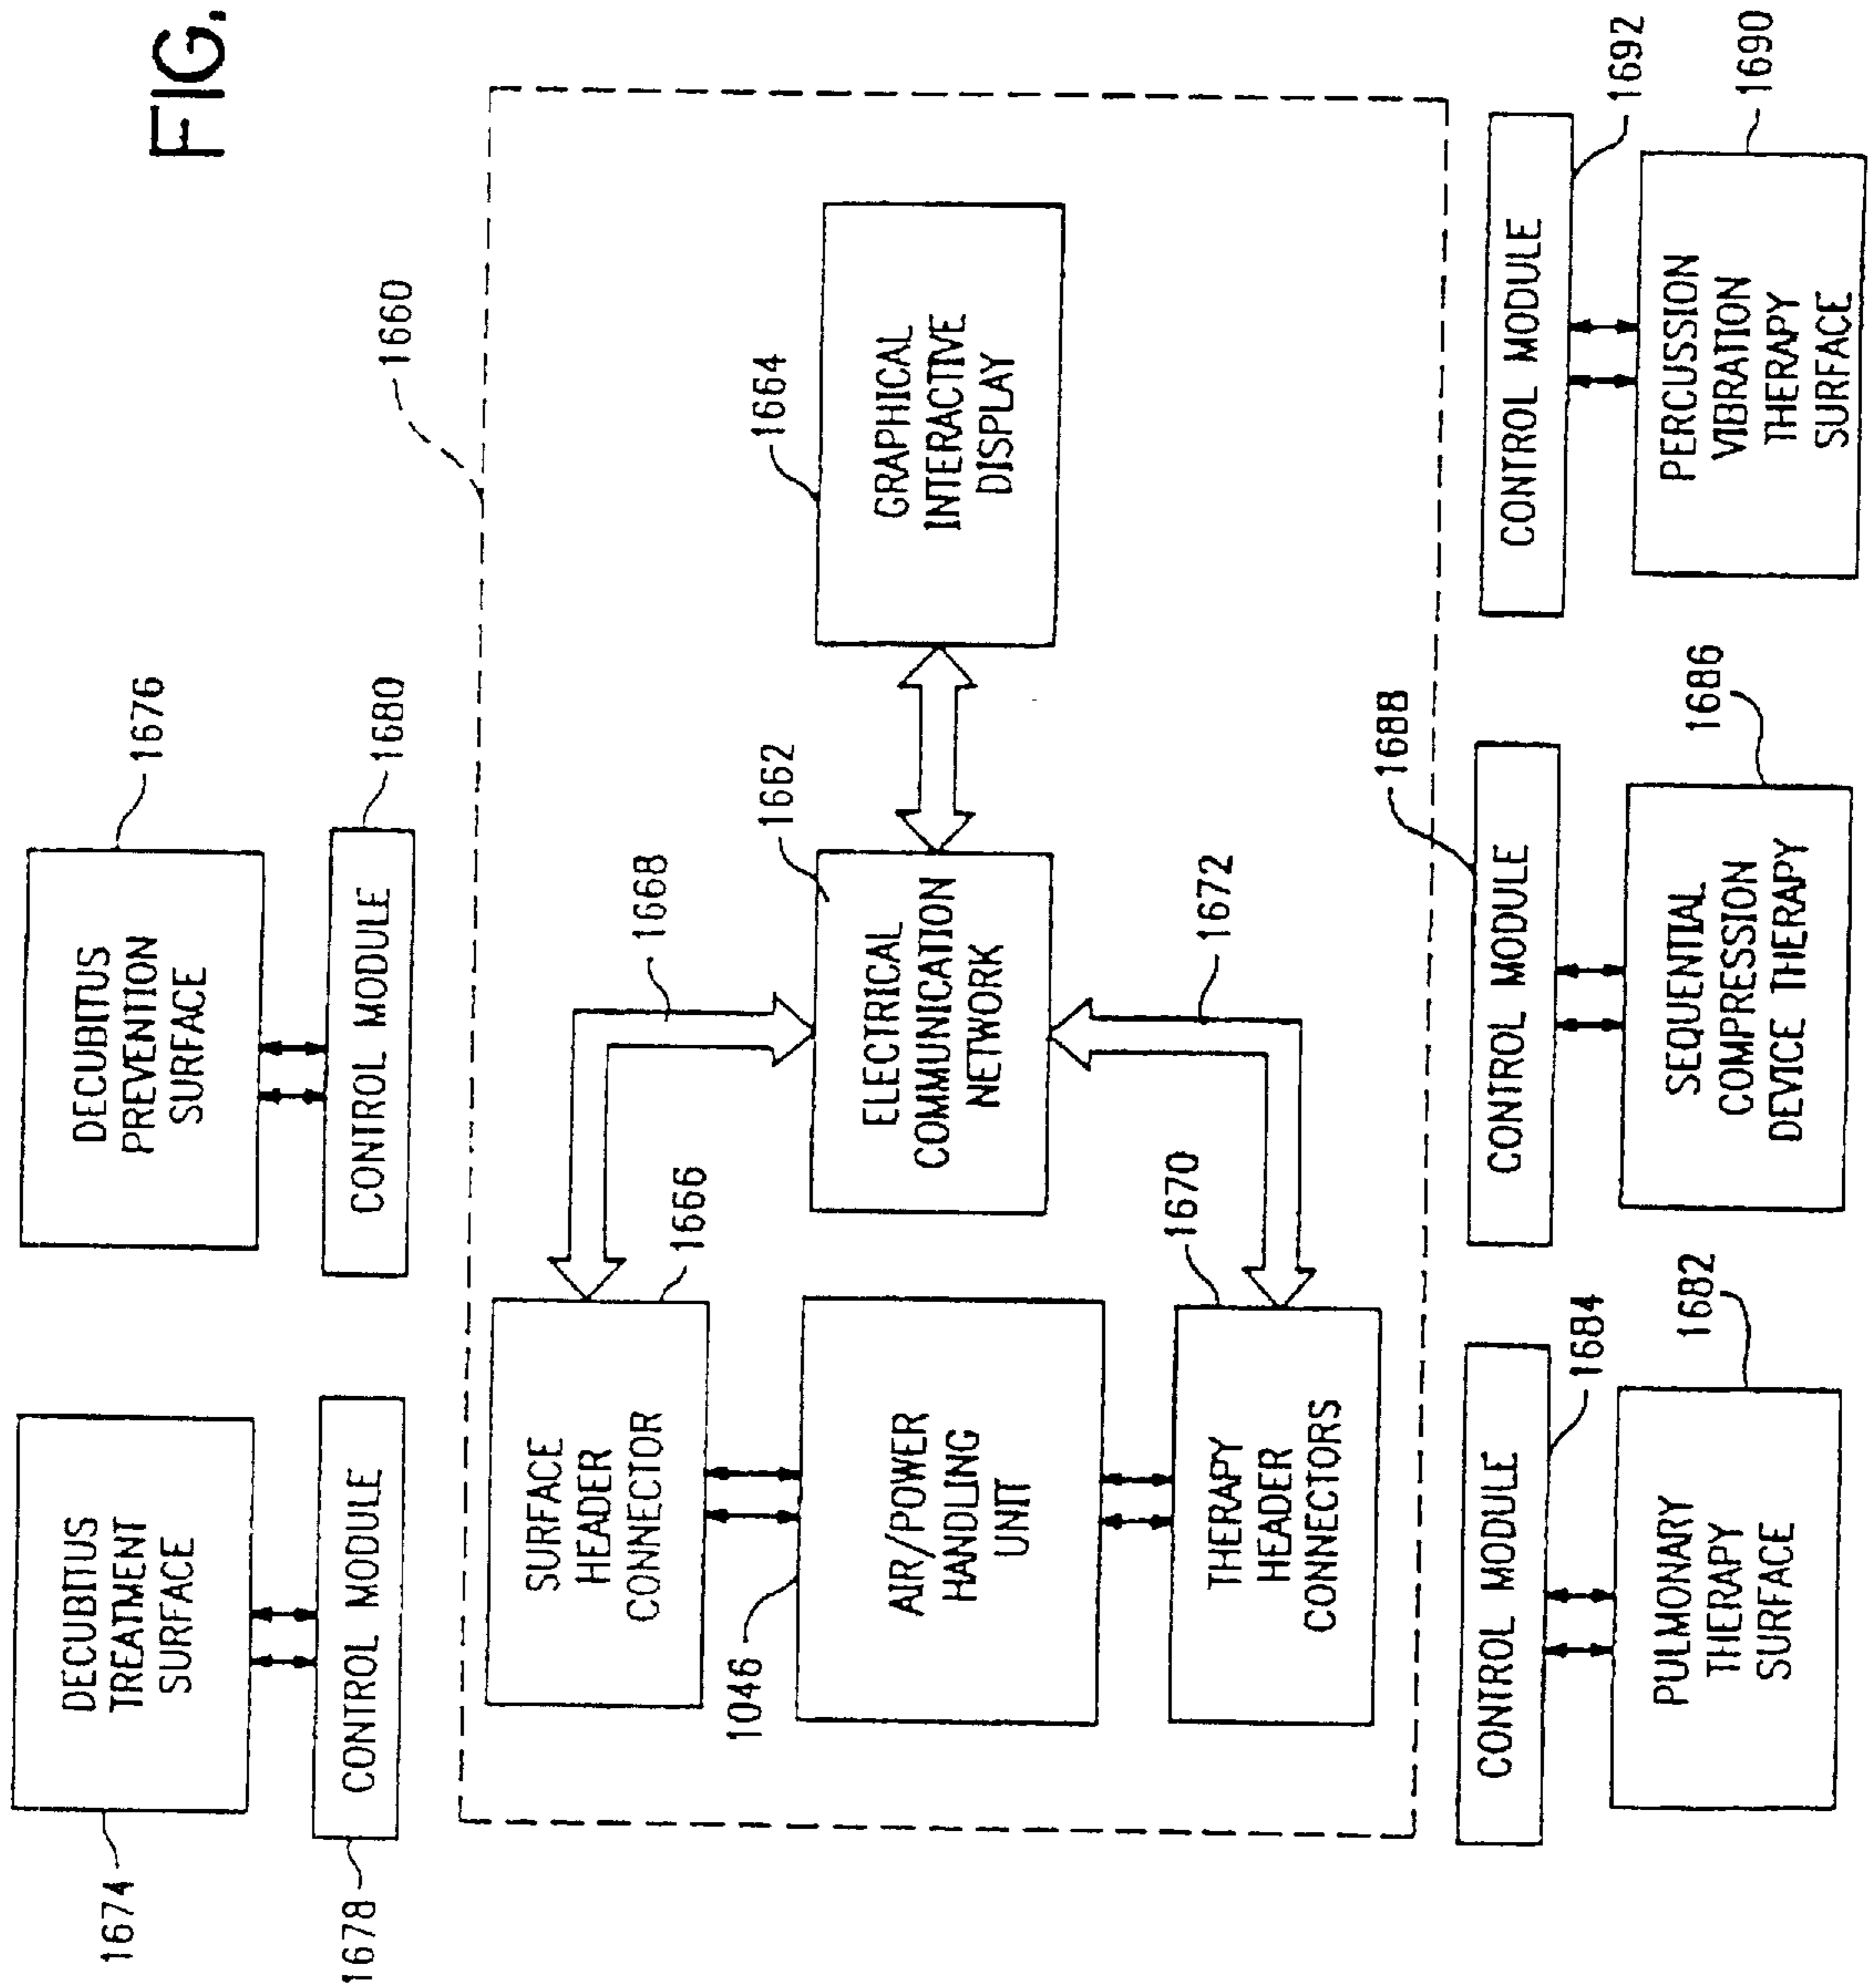 FIG.
1674
DECUBITUS
TREATMENT
SURFACE
1678
CONTROL MODULE
1676
DECUBITUS
PREVENTION
SURFACE
1680
CONTROL MODULE
1660
1666
SURFACE
HEADER
CONNECTOR
1668
1046
AIR/POWER
HANDLING
UNIT
1662
ELECTRICAL
COMMUNICATION
NETWORK
1664
GRAPHICAL
INTERACTIVE
DISPLAY
1670
THERAPY
HEADER
CONNECTORS
1672
CONTROL MODULE
1684
PULMONARY
THERAPY
SURFACE
1682
1688
CONTROL MODULE
SEQUENTIAL
COMPRESSION
DEVICE THERAPY
1686
CONTROL MODULE
1692
PERCUSSION
VIBRATION
THERAPY
SURFACE
1690